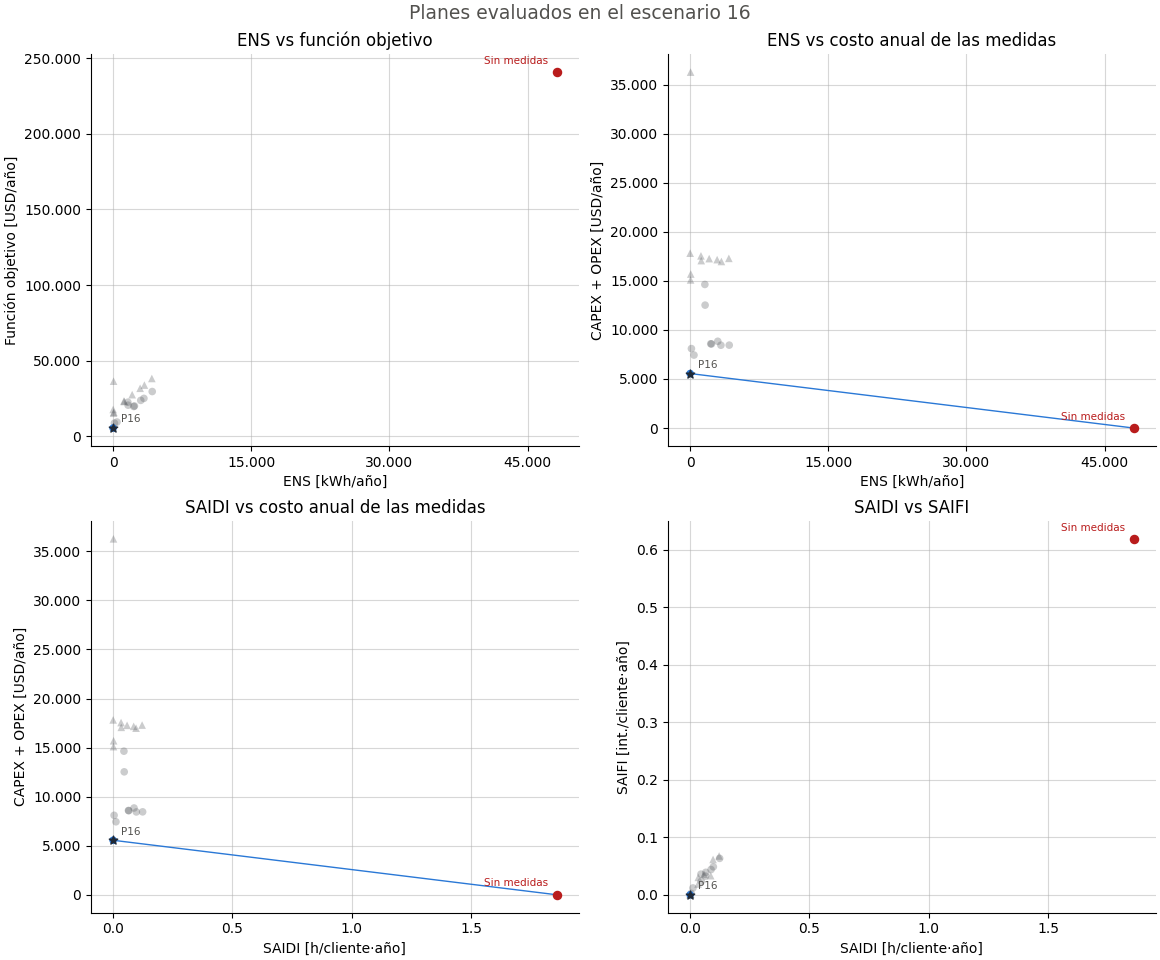 Planes evaluados en el escenario 16
ENS vs función objetivo
250.000
200.000
150.000
100.000
50.000
0
Función objetivo [USD/año]
Sin medidas
P16
0
15.000
30.000
45.000
ENS [kWh/año]
ENS vs costo anual de las medidas
35.000
30.000
25.000
20.000
15.000
10.000
5.000
0
CAPEX + OPEX [USD/año]
P16
Sin medidas
0
15.000
30.000
45.000
ENS [kWh/año]
SAIDI vs costo anual de las medidas
35.000
30.000
25.000
20.000
15.000
10.000
5.000
0
CAPEX + OPEX [USD/año]
P16
Sin medidas
0.0
0.5
1.0
1.5
SAIDI [h/cliente·año]
SAIDI vs SAIFI
0.6
0.5
0.4
0.3
0.2
0.1
0.0
SAIFI [int./cliente·año]
Sin medidas
P16
0.0
0.5
1.0
1.5
SAIDI [h/cliente·año]